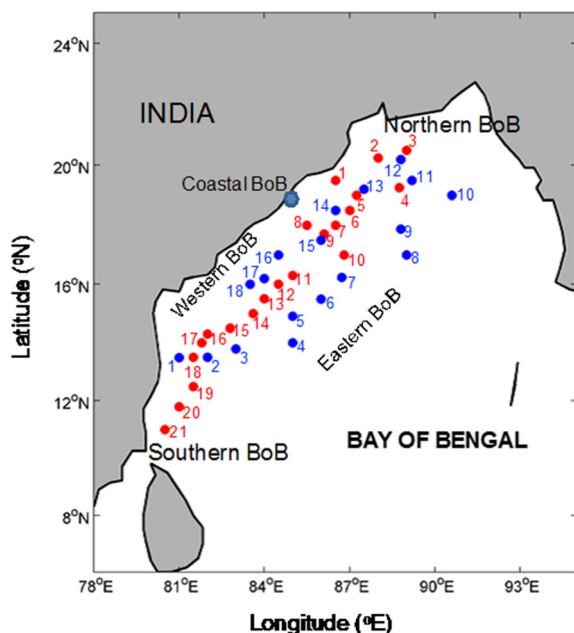 24°N
INDIA
Northern BoB
2
3
20°N
1
12
11
13
10
Coastal BoB
4
5
14
6
8
7
9
9
15
10
8
16
Western BoB
17
11
7
16°N
18
12
6
13
Eastern BoB
14
5
17
16
15
4
1
18
2
3
19
12°N
20
21
BAY OF BENGAL
Southern BoB
8°N
78°E
81°E
84°E
87°E
90°E
93°E
Latitude (°N)
Longitude (°E)